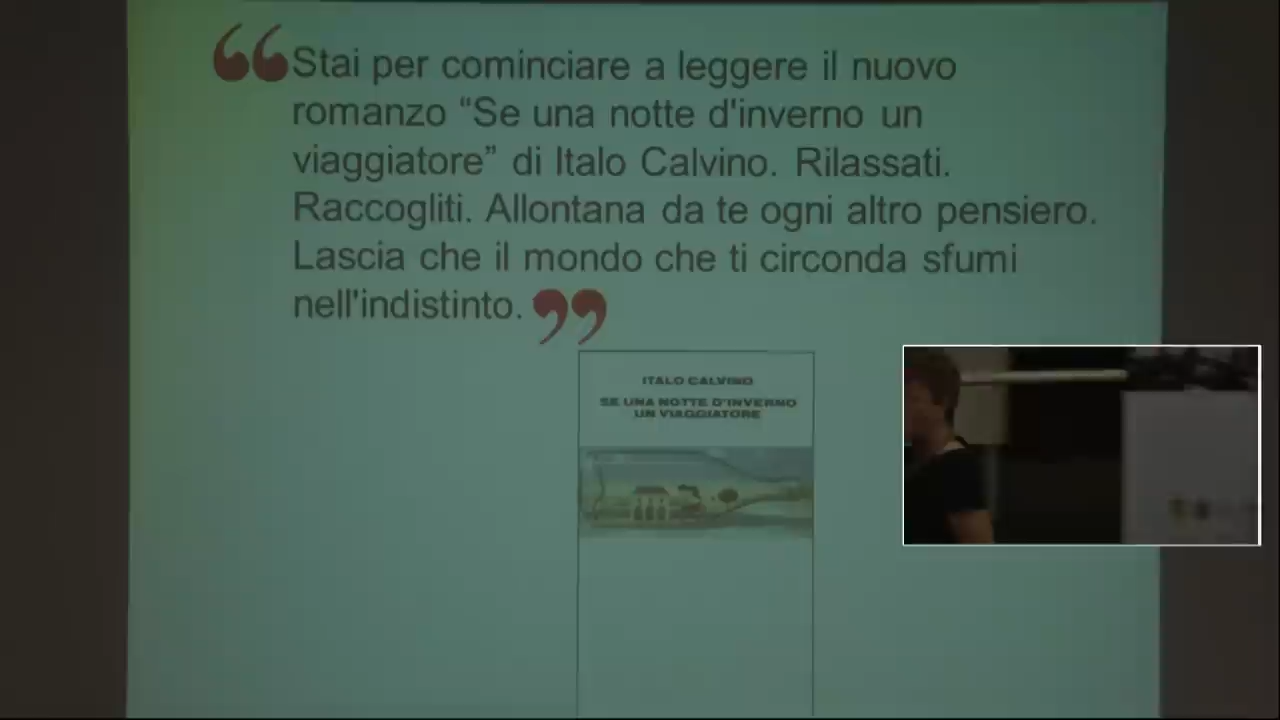 “Stai per cominciare a leggere il nuovo
romanzo “Se una notte d'inverno un
viaggiatore” di Italo Calvino. Rilassati.
Raccogliti. Allontana da te ogni altro pensiero.
Lascia che il mondo che ti circonda sfumi
nell'indistinto.”
ITALO CALVINO
SE UNA NOTTE D'INVERNO
UN VIAGGIATORE